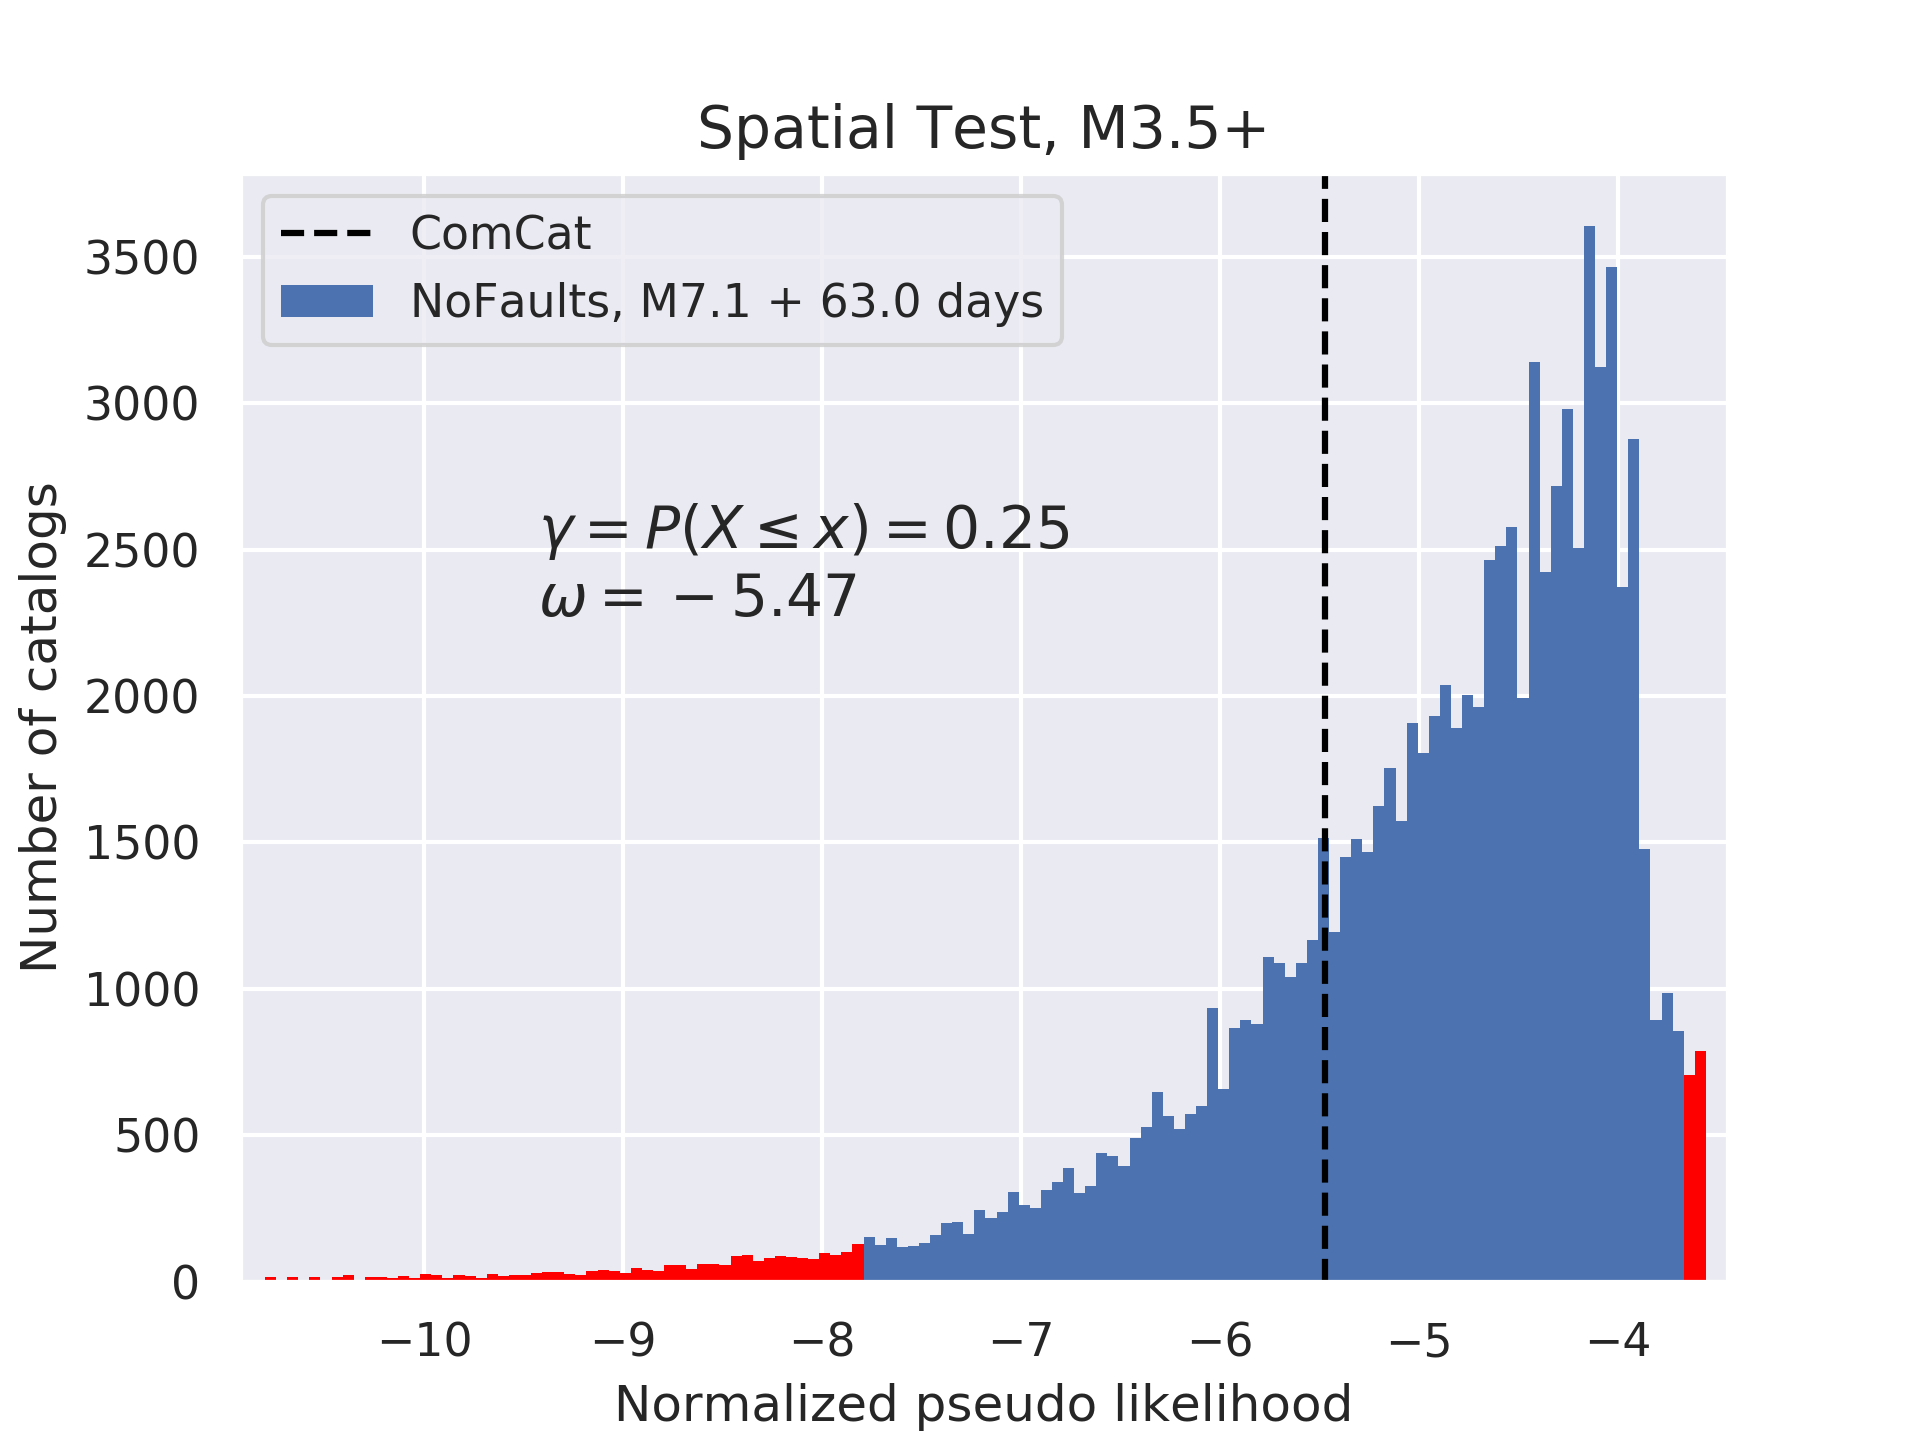 Spatial Test, M3.5+
ComCat
NoFaults, M7.1 + 63.0 days
γ = P(X ≤ x) = 0.25
ω = −5.47
Number of catalogs
3500
3000
2500
2000
1500
1000
500
0
−10 −9 −8 −7 −6 −5 −4
Normalized pseudo likelihood